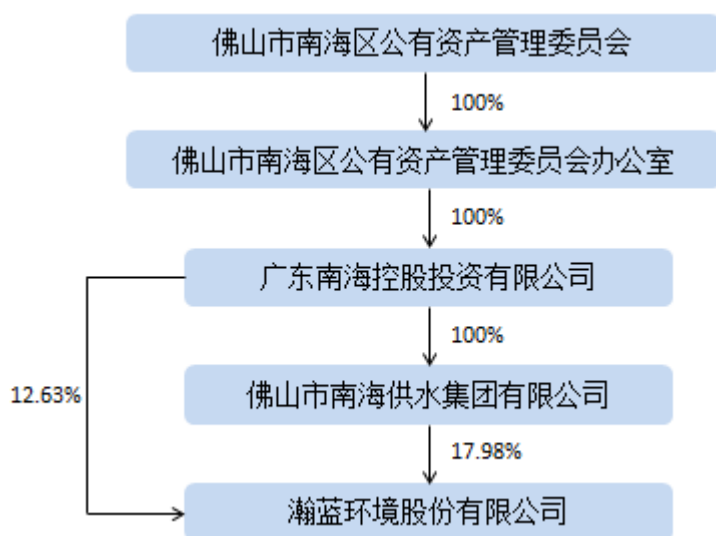 佛山市南海区公有资产管理委员会
100%
佛山市南海区公有资产管理委员会办公室
100%
广东南海控股投资有限公司
100%
12.63%
佛山市南海供水集团有限公司
17.98%
瀚蓝环境股份有限公司